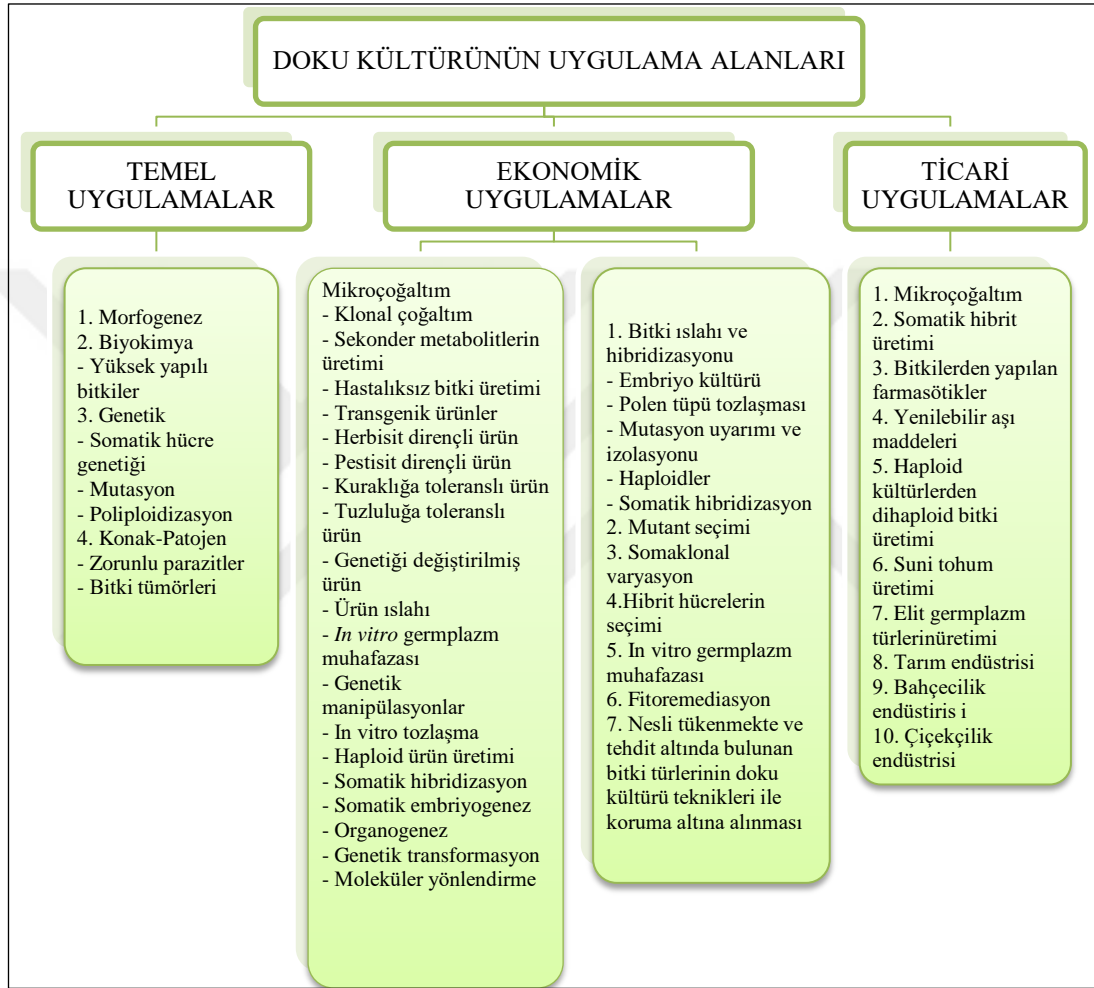 DOKU KÜLTÜRÜNÜN UYGULAMA ALANLARI
TEMEL
UYGULAMALAR
EKONOMİK
UYGULAMALAR
TİCARİ
UYGULAMALAR
1. Morfogenez
2. Biyokimya
- Yüksek yapılı
bitkiler
3. Genetik
- Somatik hücre
genetiği
- Mutasyon
- Poliploidizasyon
4. Konak-Patojen
- Zorunlu parazitler
- Bitki tümörleri
Mikroçoğaltım
- Klonal çoğaltım
- Sekonder metabolitlerin
üretimi
- Hastalıksız bitki üretimi
- Transgenik ürünler
- Herbisit dirençli ürün
- Pestisit dirençli ürün
- Kuraklığa toleranslı ürün
- Tuzluluğa toleranslı
ürün
- Genetiği değiştirilmiş
ürün
- Ürün ıslahı
- In vitro germplazm
muhafazası
- Genetik
manipülasyonlar
- In vitro tozlaşma
- Haploid ürün üretimi
- Somatik hibridizasyon
- Somatik embriyogenez
- Organogenez
- Genetik transformasyon
- Moleküler yönlendirme
1. Bitki ıslahı ve
hibridizasyonu
- Embriyo kültürü
- Polen tüpü tozlaşması
- Mutasyon uyarımı ve
izolasyonu
- Haploidler
- Somatik hibridizasyon
2. Mutant seçimi
3. Somaklonal
varyasyon
4.Hibrit hücrelerin
seçimi
5. In vitro germplazm
muhafazası
6. Fitoremediasyon
7. Nesli tükenmekte ve
tehdit altında bulunan
bitki türlerinin doku
kültürü teknikleri ile
koruma altına alınması
1. Mikroçoğaltım
2. Somatik hibrit
üretimi
3. Bitkilerden yapılan
farmasötikler
4. Yenilebilir aşı
maddeleri
5. Haploid
kültürlerden
dihaploid bitki
üretimi
6. Suni tohum
üretimi
7. Elit germplazm
türlerinüretimi
8. Tarım endüstrisi
9. Bahçecilik
endüstiris i
10. Çiçekçilik
endüstrisi